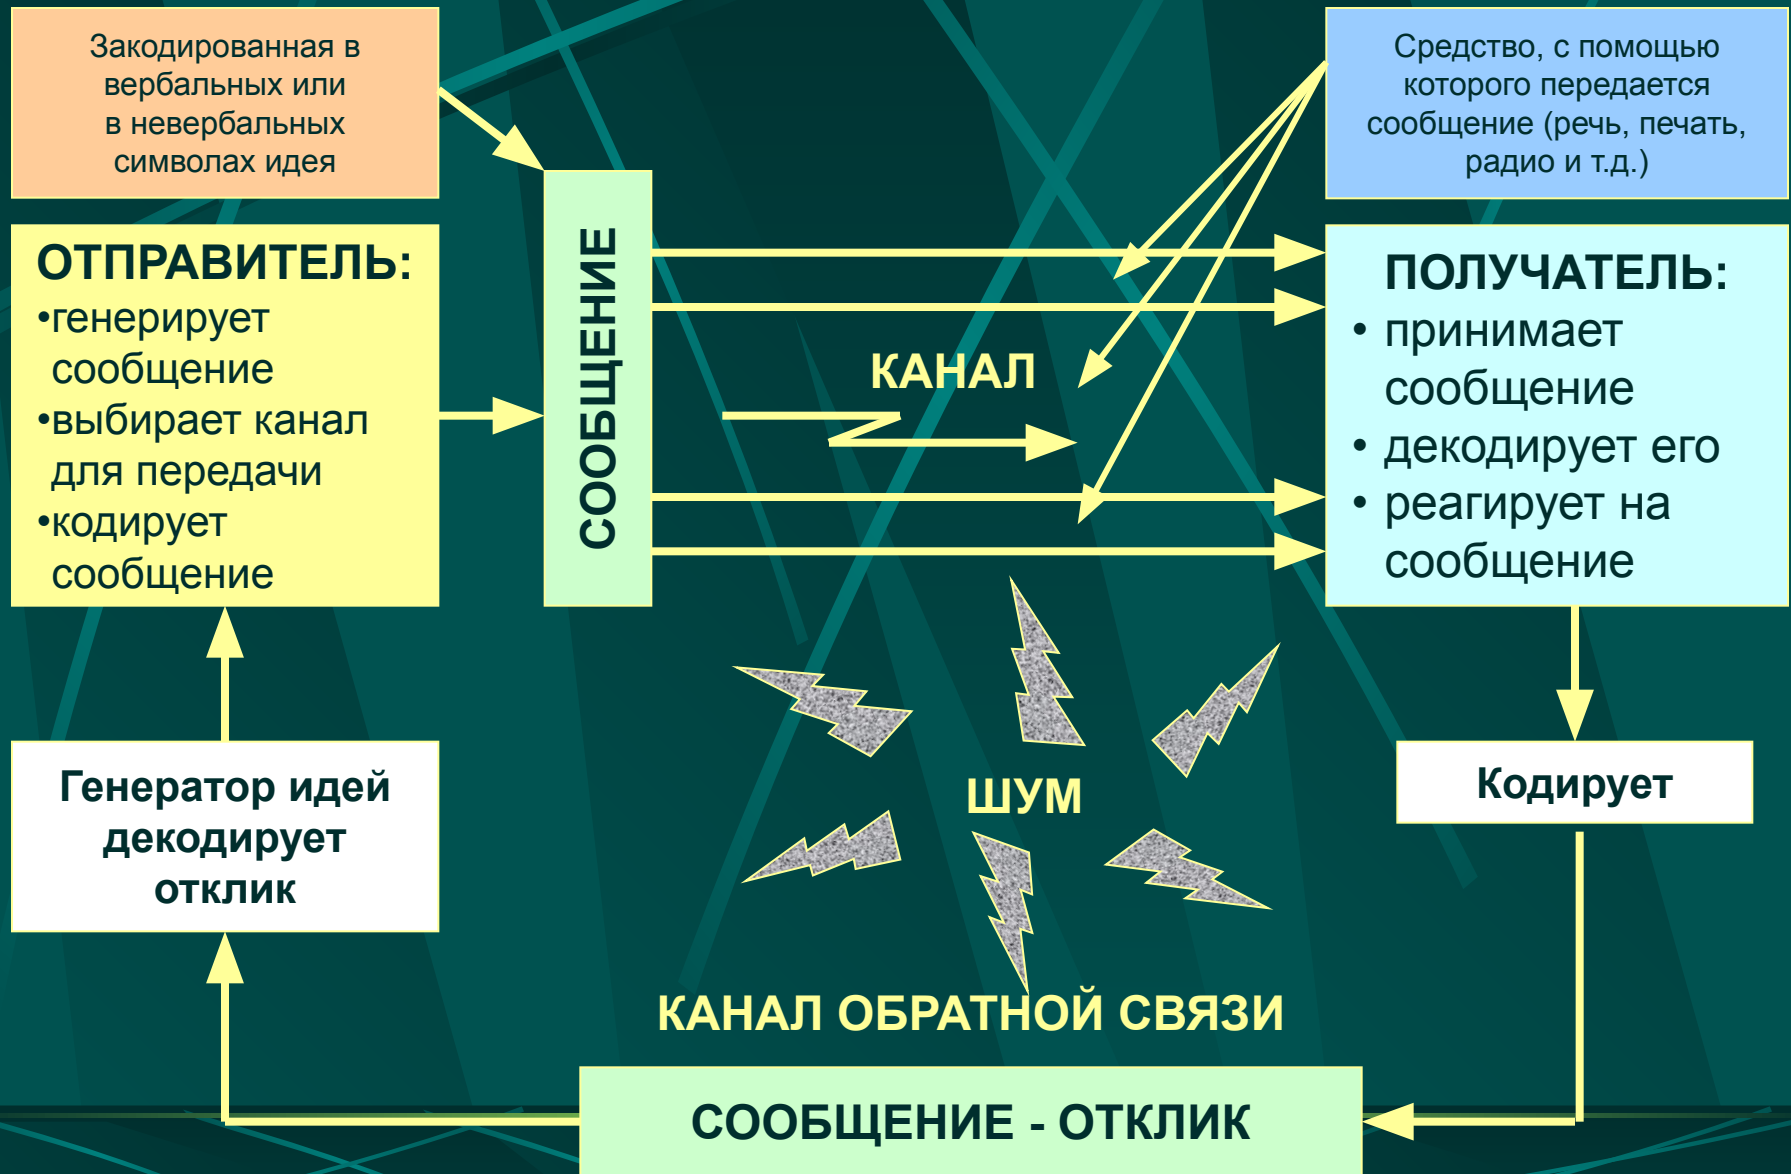 Закодированная в
вербальных или
в невербальных
символах идея
Средство, с помощью
которого передается
сообщение (речь, печать,
радио и т.д.)
ОТПРАВИТЕЛЬ:
•генерирует
сообщение
•выбирает канал
для передачи
•кодирует
сообщение
СООБЩЕНИЕ
КАНАЛ
ПОЛУЧАТЕЛЬ:
• принимает
сообщение
• декодирует его
• реагирует на
сообщение
Генератор идей
декодирует
отклик
ШУМ
Кодирует
КАНАЛ ОБРАТНОЙ СВЯЗИ
СООБЩЕНИЕ - ОТКЛИК